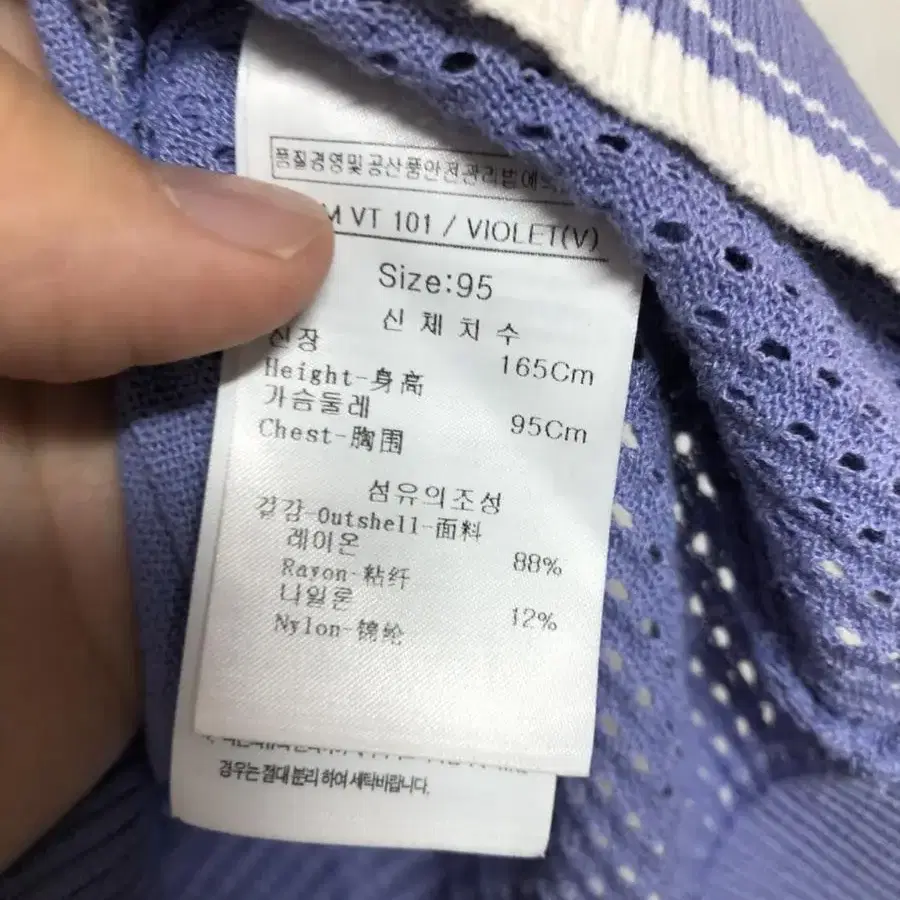 품질경영및공산품안전관리법에
M VT 101 / VIOLET(V)
Size:95
신체치수
신장
Height-身高
165Cm
가슴둘레
Chest-胸围
95Cm
섬유의조성
겉감-Outshell-面料
레이온
Rayon-粘纤
88%
나일론
Nylon-锦纶
12%
경우는 절대 분리 하여 세탁바랍니다.